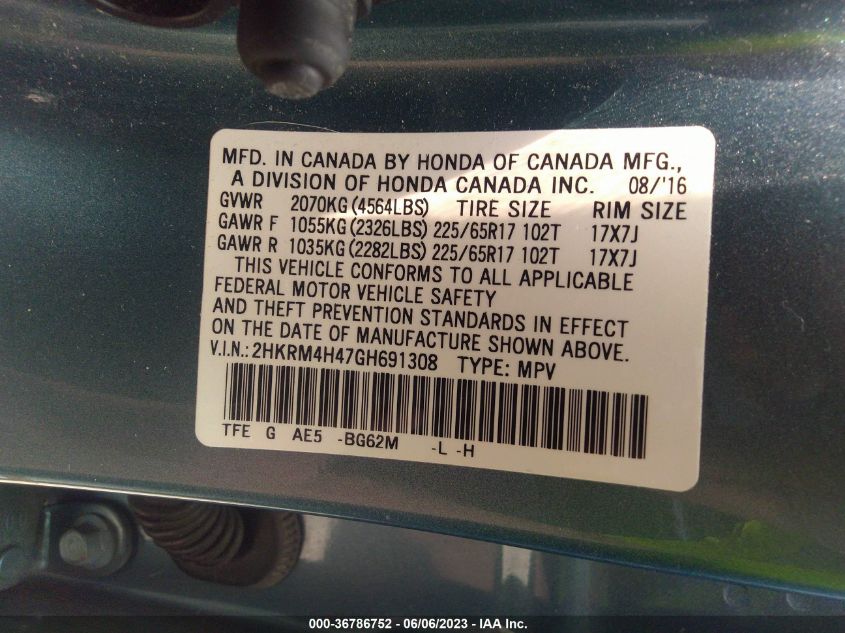 MFD. IN CANADA BY HONDA OF CANADA MFG.,
A DIVISION OF HONDA CANADA INC. 08/'16
GVWR 2070KG (4564LBS) TIRE SIZE RIM SIZE
GAWR F 1055KG (2326LBS) 225/65R17 102T 17X7J
GAWR R 1035KG (2282LBS) 225/65R17 102T 17X7J
THIS VEHICLE CONFORMS TO ALL APPLICABLE
FEDERAL MOTOR VEHICLE SAFETY
AND THEFT PREVENTION STANDARDS IN EFFECT
ON THE DATE OF MANUFACTURE SHOWN ABOVE.
V.I.N.: 2HKRM4H47GH691308 TYPE: MPV
TFE G AE5 -BG62M -L -H
000-36786752 - 06/06/2023 - IAA Inc.